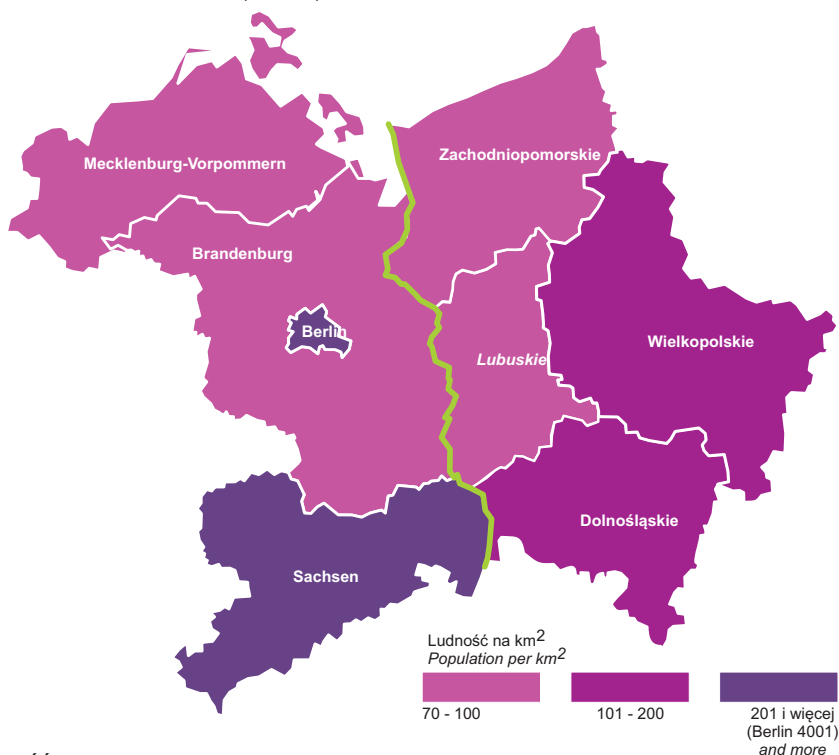 Mecklenburg-Vorpommern
Zachodniopomorskie
Brandenburg
Berlin
Lubuskie
Wielkopolskie
Dolnośląskie
Sachsen
Ludność na km²
Population per km²
70 - 100
101 - 200
201 i więcej
(Berlin 4001)
and more